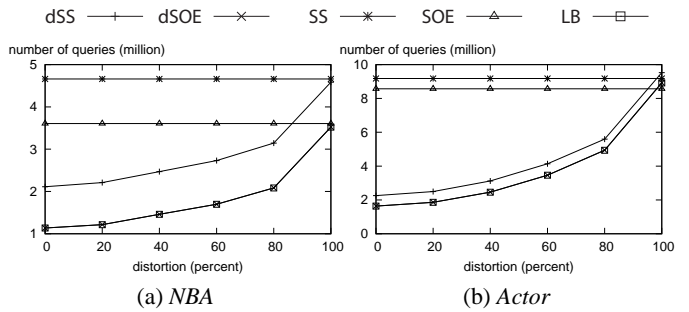 dSS dSOE SS SOE LB
number of queries (million)
5
4
3
2
1
0 20 40 60 80 100
distortion (percent)
(a) NBA
number of queries (million)
10
8
6
4
2
0
0 20 40 60 80 100
distortion (percent)
(b) Actor